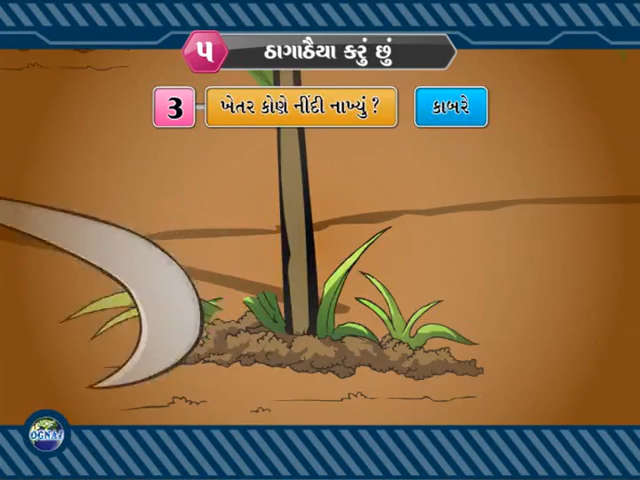 ૫ ઠાગાઠૈયા કરું છું
3 ખેતર કોણે નીંદી નાખ્યું ? કાબરે